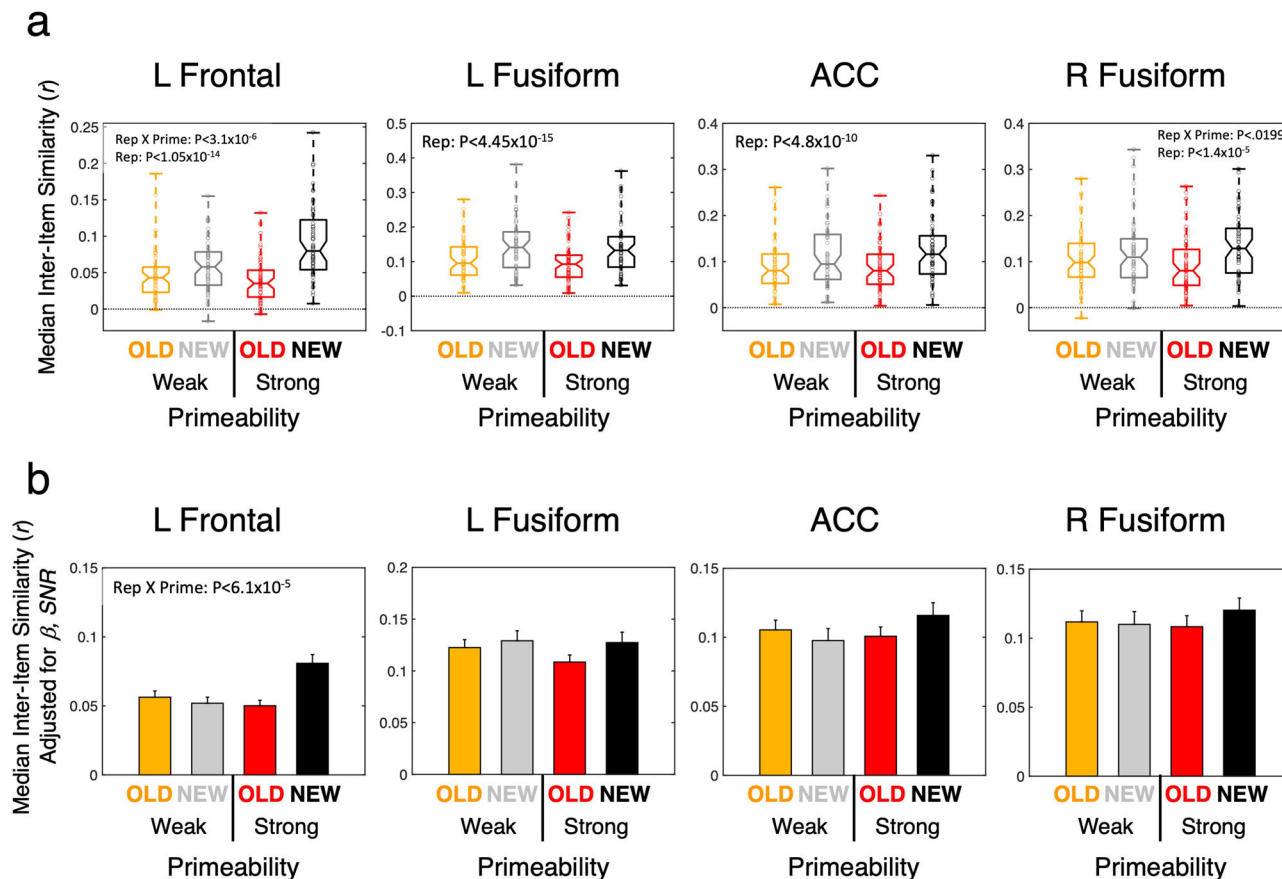 a
L Frontal
L Fusiform
ACC
R Fusiform
Median Inter-Item Similarity (r)
0.25
0.2
0.15
0.1
0.05
0
Rep X Prime: P<3.1x10⁻⁶
Rep: P<1.05x10⁻¹⁴
0.5
0.4
0.3
0.2
0.1
0
-0.1
Rep: P<4.45x10⁻¹⁵
0.4
0.3
0.2
0.1
0
Rep: P<4.8x10⁻¹⁰
0.4
0.3
0.2
0.1
0
Rep X Prime: P<.0199
Rep: P<1.4x10⁻⁵
OLD NEW OLD NEW
Weak Strong
Primeability
OLD NEW OLD NEW
Weak Strong
Primeability
OLD NEW OLD NEW
Weak Strong
Primeability
OLD NEW OLD NEW
Weak Strong
Primeability
b
L Frontal
L Fusiform
ACC
R Fusiform
Median Inter-Item Similarity (r)
Adjusted for β, SNR
0.15
0.1
0.05
0
Rep X Prime: P<6.1x10⁻⁵
0.2
0.15
0.1
0.05
0
0.15
0.1
0.05
0
0.15
0.1
0.05
0
OLD NEW OLD NEW
Weak Strong
Primeability
OLD NEW OLD NEW
Weak Strong
Primeability
OLD NEW OLD NEW
Weak Strong
Primeability
OLD NEW OLD NEW
Weak Strong
Primeability